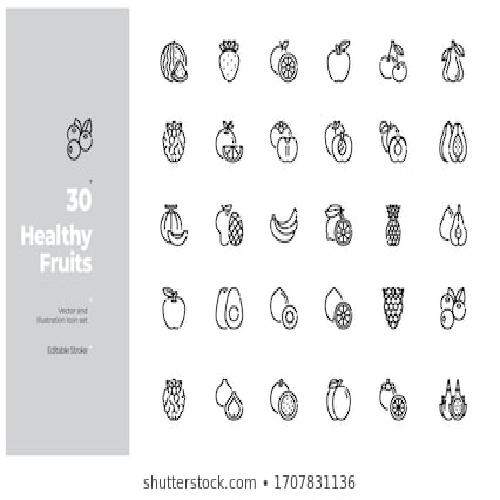 30
Healthy
Fruits
Vector and
Illustration icon set
Editable Stroke
shutterstock.com • 1707831136